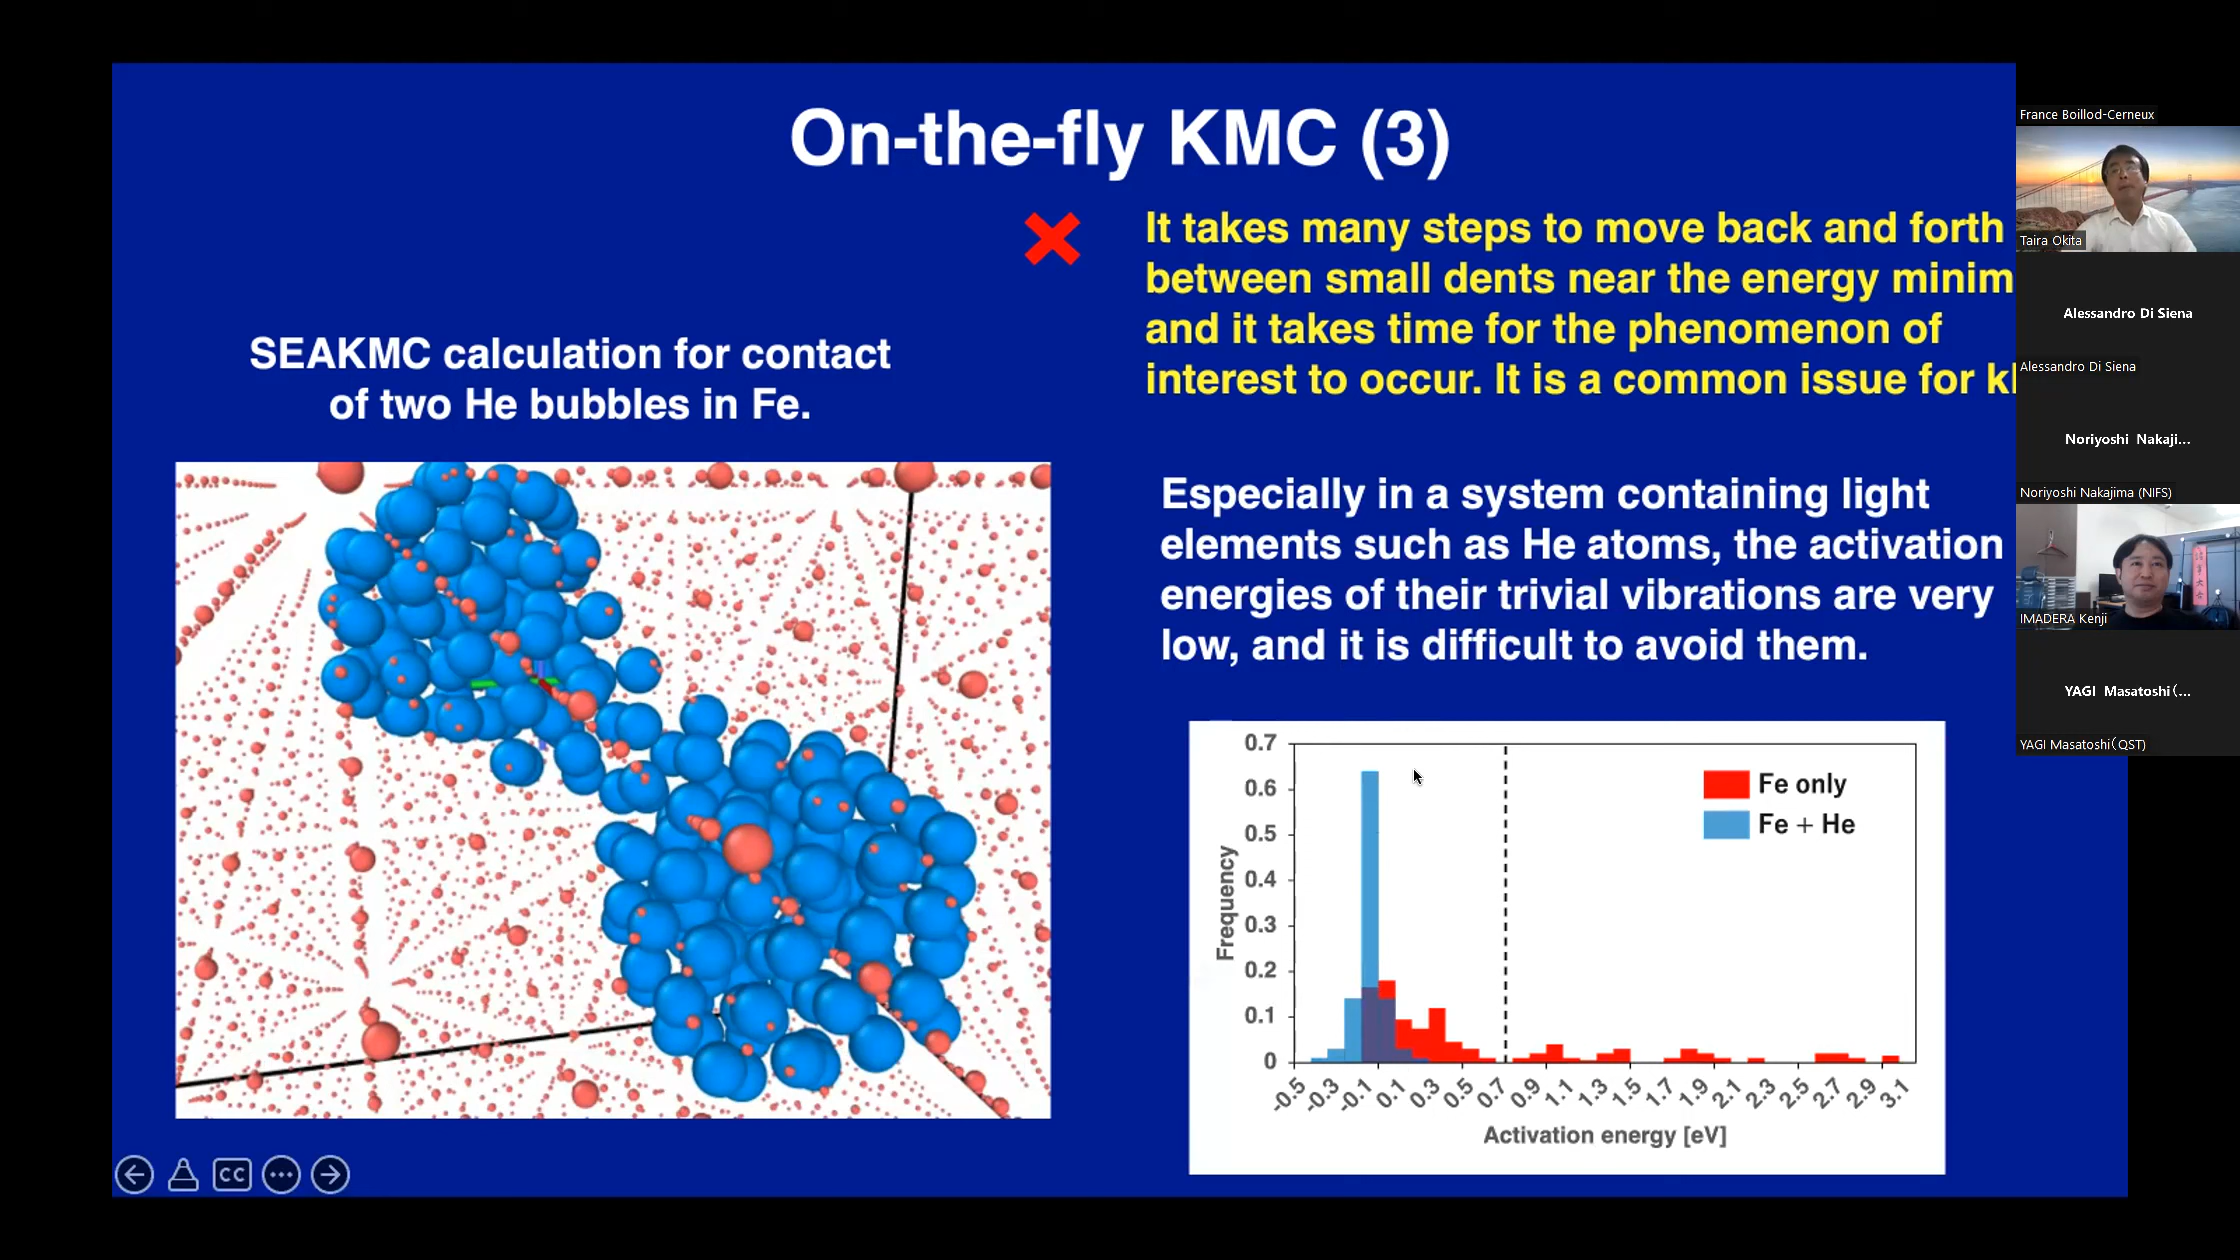 On-the-fly KMC (3)
It takes many steps to move back and forth
between small dents near the energy minim
and it takes time for the phenomenon of
interest to occur. It is a common issue for
SEAKMC calculation for contact
of two He bubbles in Fe.
Especially in a system containing light
elements such as He atoms, the activation
energies of their trivial vibrations are very
low, and it is difficult to avoid them.
0.7
0.6
0.5
0.4
0.3
0.2
0.1
0
Frequency
Fe only
Fe + He
-0.5 -0.3 -0.1 0.1 0.3 0.5 0.7 0.9 1.1 1.3 1.5 1.7 1.9 2.1 2.3 2.5 2.7 2.9 3.1
Activation energy [eV]
CC
France Boillod-Cerneux
Taira Okita
Alessandro Di Siena
Alessandro Di Siena
Noriyoshi Nakaji...
Noriyoshi Nakajima (NIFS)
IMADERA Kenji
YAGI Masatoshi(...
YAGI Masatoshi(QST)